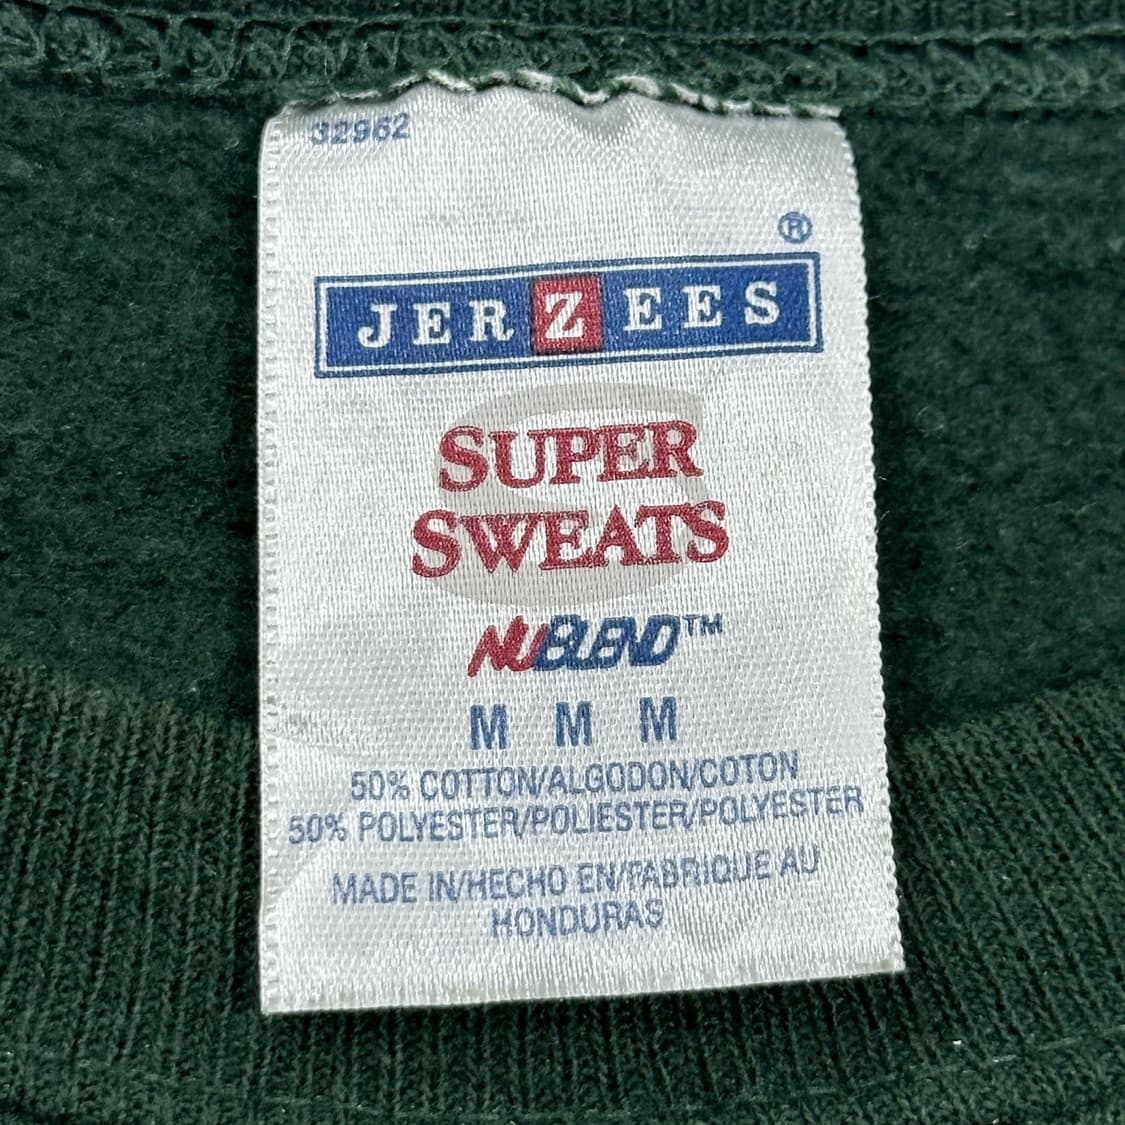 32962
®
JERZEES
SUPER
SWEATS
NUBLEND™
M M M
50% COTTON/ALGODON/COTON
50% POLYESTER/POLIESTER/POLYESTER
MADE IN/HECHO EN/FABRIQUE AU
HONDURAS